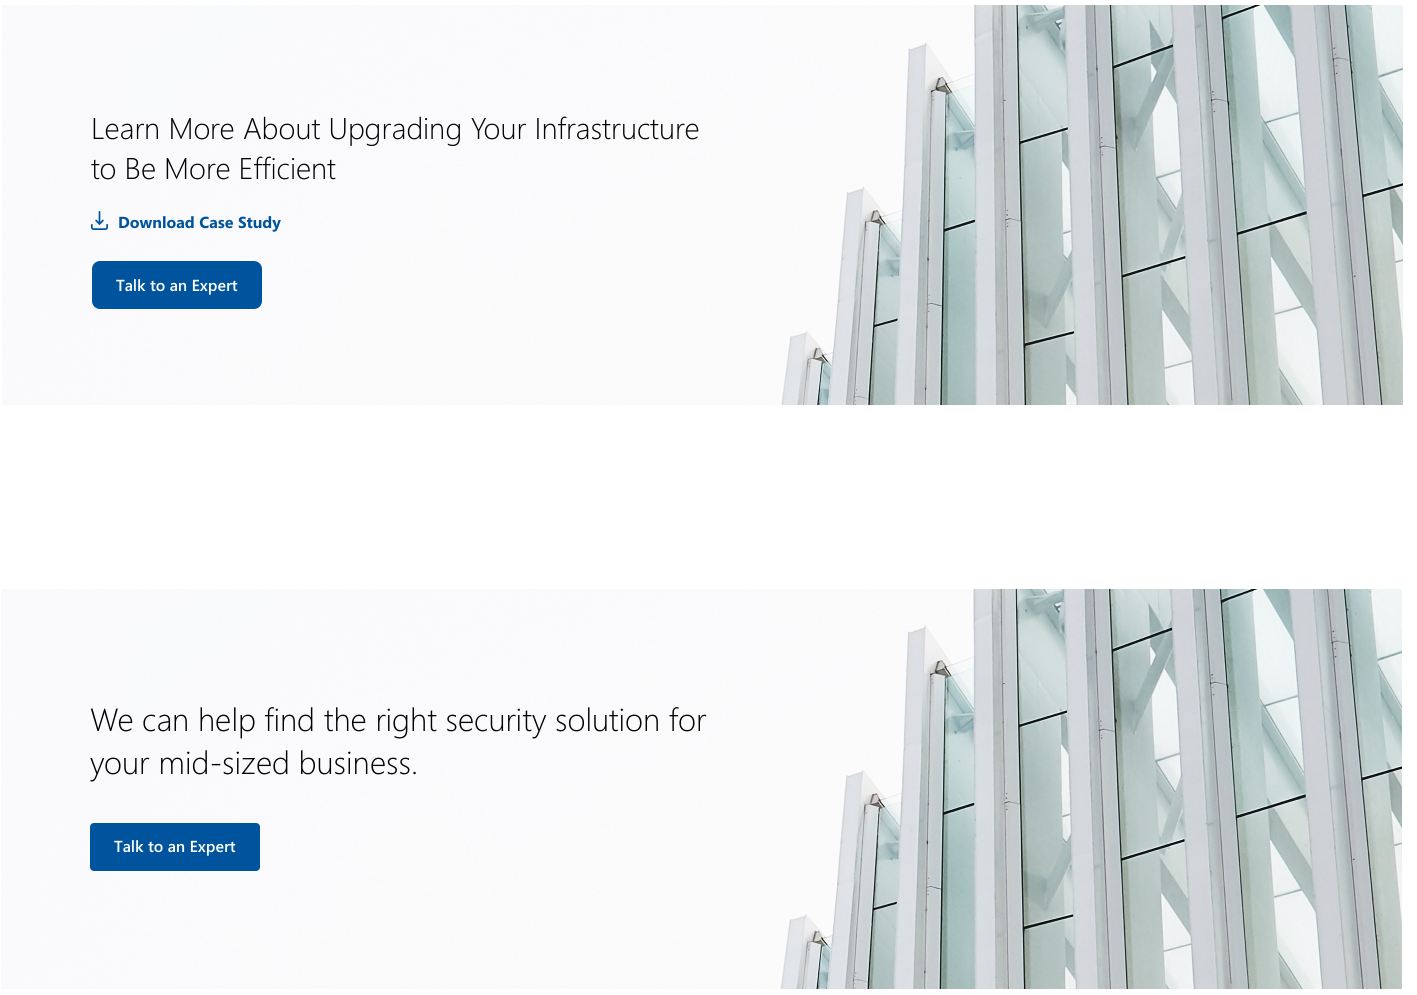 Learn More About Upgrading Your Infrastructure
to Be More Efficient
Download Case Study
Talk to an Expert
We can help find the right security solution for
your mid-sized business.
Talk to an Expert